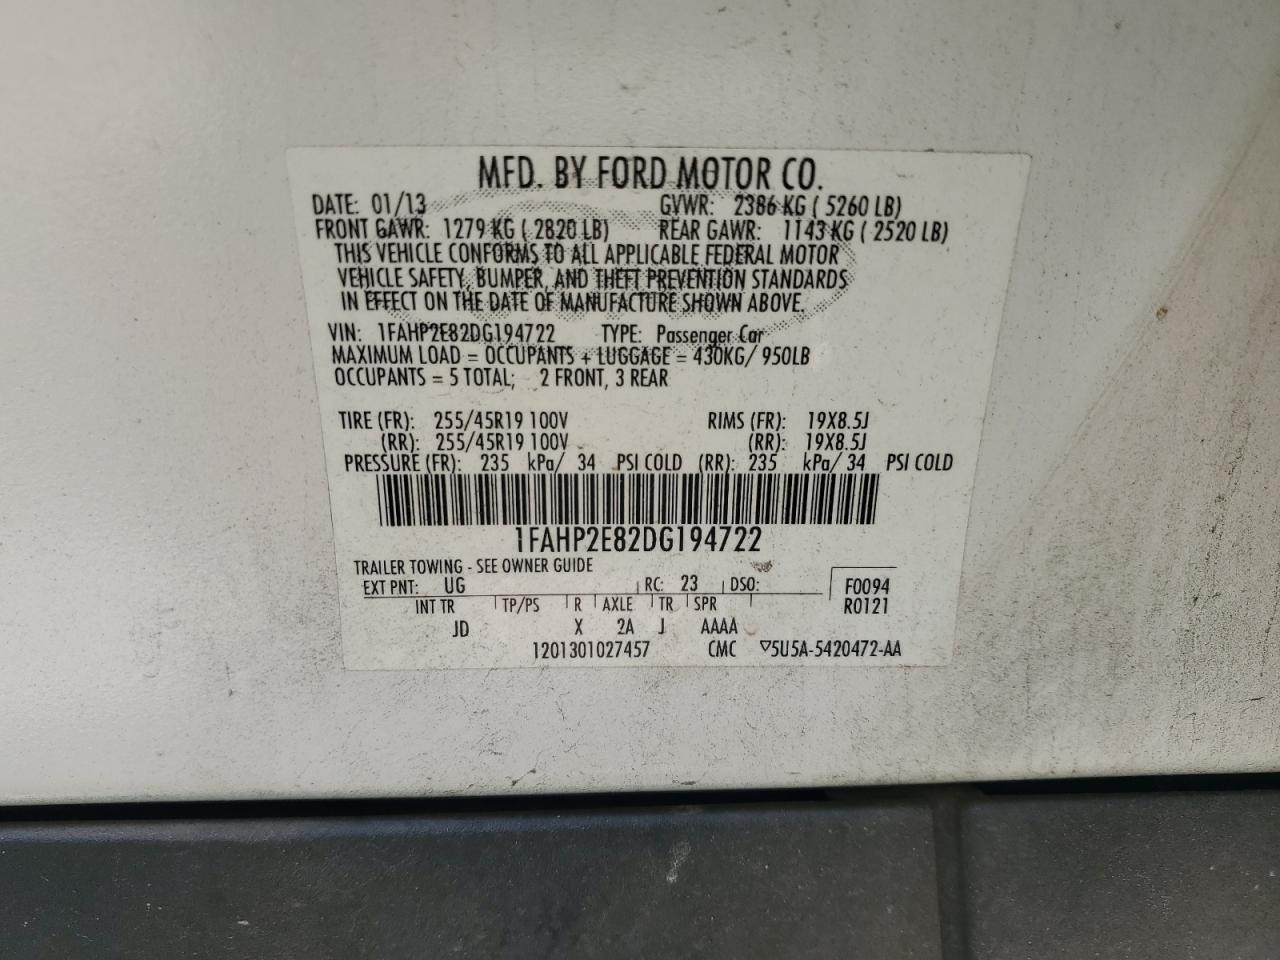 MFD. BY FORD MOTOR CO.
DATE: 01/13 GVWR: 2386 KG ( 5260 LB)
FRONT GAWR: 1279 KG ( 2820 LB) REAR GAWR: 1143 KG ( 2520 LB)
THIS VEHICLE CONFORMS TO ALL APPLICABLE FEDERAL MOTOR
VEHICLE SAFETY, BUMPER, AND THEFT PREVENTION STANDARDS
IN EFFECT ON THE DATE OF MANUFACTURE SHOWN ABOVE.
VIN: 1FAHP2E82DG194722 TYPE: Passenger Car
MAXIMUM LOAD = OCCUPANTS + LUGGAGE = 430KG/ 950LB
OCCUPANTS = 5 TOTAL; 2 FRONT, 3 REAR
TIRE (FR): 255/45R19 100V RIMS (FR): 19X8.5J
(RR): 255/45R19 100V (RR): 19X8.5J
PRESSURE (FR): 235 kPa/ 34 PSI COLD (RR): 235 kPa/ 34 PSI COLD
1FAHP2E82DG194722
TRAILER TOWING - SEE OWNER GUIDE
EXT PNT: UG RC: 23 DSO: F0094
INT TR TP/PS R AXLE TR SPR R0121
JD X 2A J AAAA
1201301027457 CMC ▽5U5A-5420472-AA